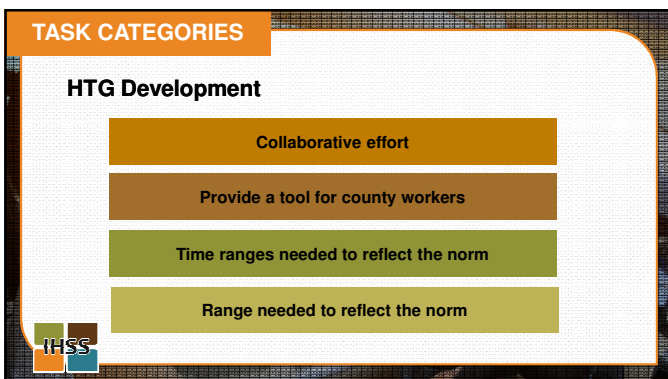 TASK CATEGORIES
HTG Development
Collaborative effort
Provide a tool for county workers
Time ranges needed to reflect the norm
Range needed to reflect the norm
IHSS